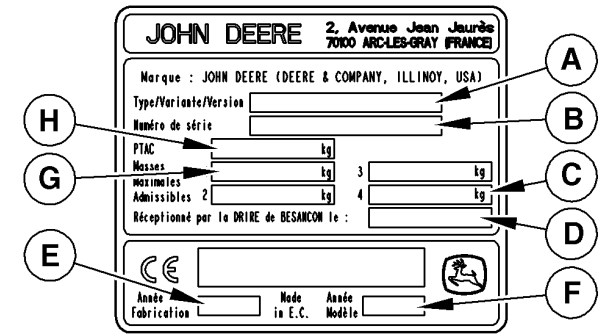 JOHN DEERE 2, Avenue Jean Jaurès
70100 ARC-LES-GRAY (FRANCE)
Marque : JOHN DEERE (DEERE & COMPANY, ILLINOY, USA)
A
Type/Variante/Version
B
Numéro de série
H
PTAC kg
G
Masses kg 3 kg
Maximales
C
Admissibles 2 kg 4 kg
Réceptionné par la DRIRE de BESANCON le :
D
E
CE
F
Année Made Année
Fabrication in E.C. Modèle